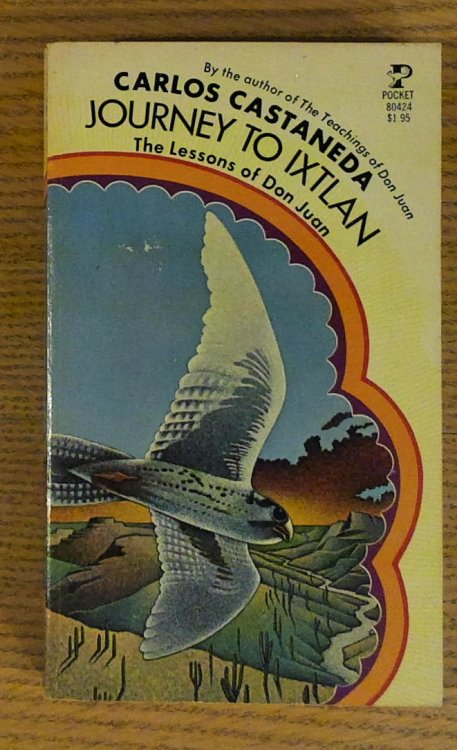 By the author of The Teachings of Don Juan
CARLOS CASTANEDA
JOURNEY TO IXTLAN
The Lessons of Don Juan
POCKET
80424
$1.95